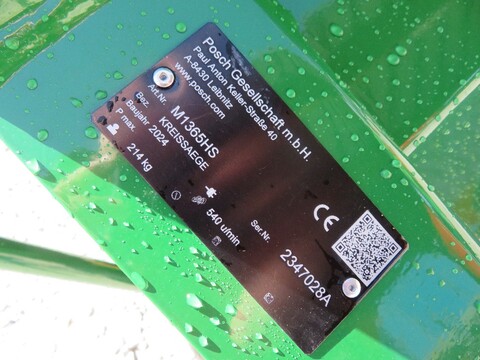 Posch Gesellschaft m.b.H.
Paul Anton Keller-Straße 40
A-8430 Leibnitz
www.posch.com
Art.Nr. M1365HS
Bez. KREISSAEGE
Baujahr 2024
P max.
214 kg
540 u/min
Ser.Nr. 2347028A
CE